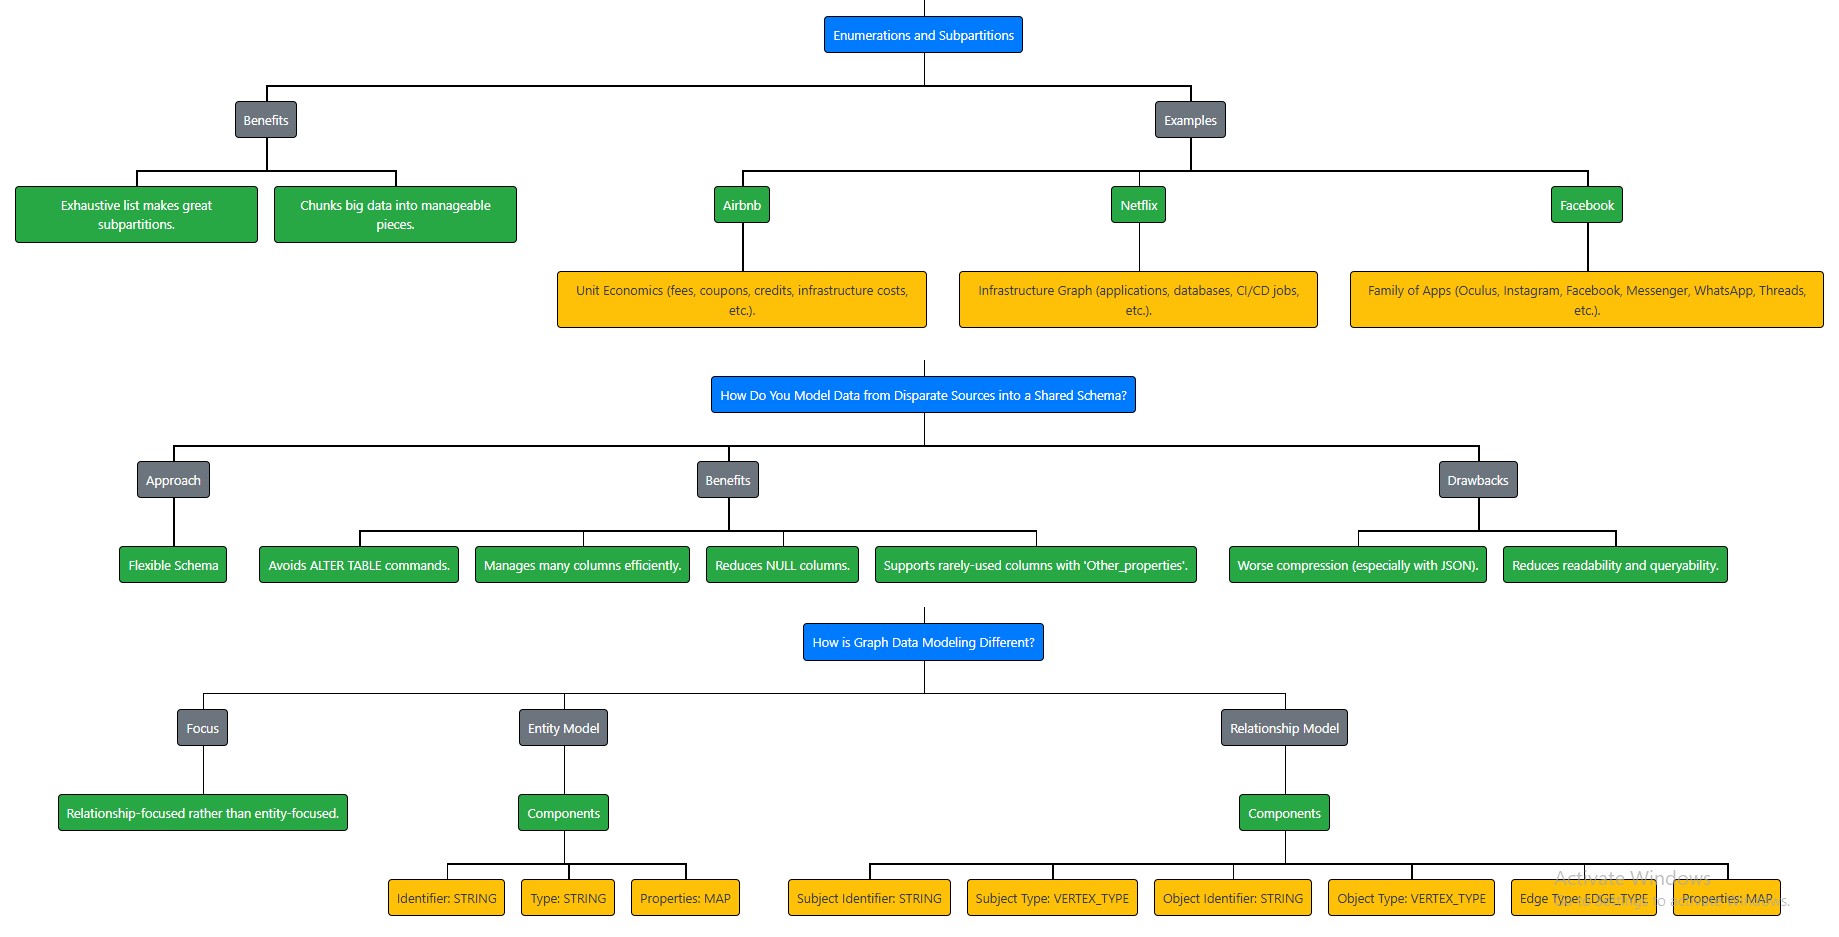 Enumerations and Subpartitions
Benefits
Examples
Exhaustive list makes great
subpartitions.
Chunks big data into manageable
pieces.
Airbnb
Netflix
Facebook
Unit Economics (fees, coupons, credits, infrastructure costs,
etc.).
Infrastructure Graph (applications, databases, CI/CD jobs,
etc.).
Family of Apps (Oculus, Instagram, Facebook, Messenger, WhatsApp, Threads,
etc.).
How Do You Model Data from Disparate Sources into a Shared Schema?
Approach
Benefits
Drawbacks
Flexible Schema
Avoids ALTER TABLE commands.
Manages many columns efficiently.
Reduces NULL columns.
Supports rarely-used columns with 'Other_properties'.
Worse compression (especially with JSON).
Reduces readability and queryability.
How is Graph Data Modeling Different?
Focus
Entity Model
Relationship Model
Relationship-focused rather than entity-focused.
Components
Components
Identifier: STRING
Type: STRING
Properties: MAP
Subject Identifier: STRING
Subject Type: VERTEX_TYPE
Object Identifier: STRING
Object Type: VERTEX_TYPE
Edge Type: EDGE_TYPE
Properties: MAP
Activate Windows